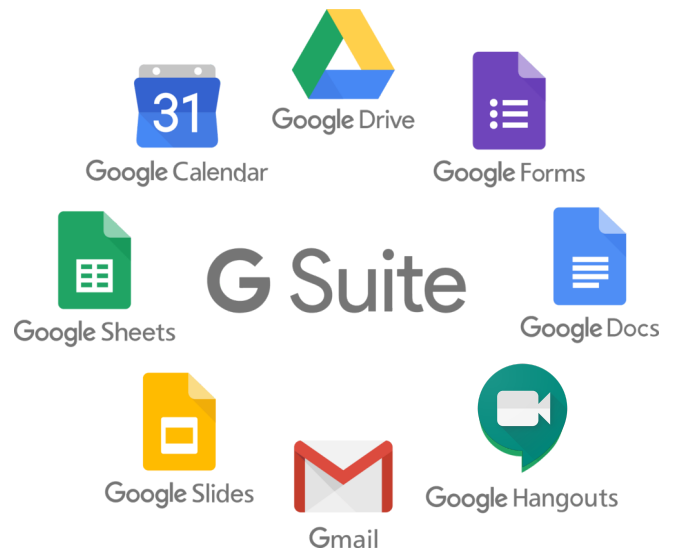 Google Drive
31
Google Calendar
Google Forms
G Suite
Google Sheets
Google Docs
Google Slides
Google Hangouts
Gmail